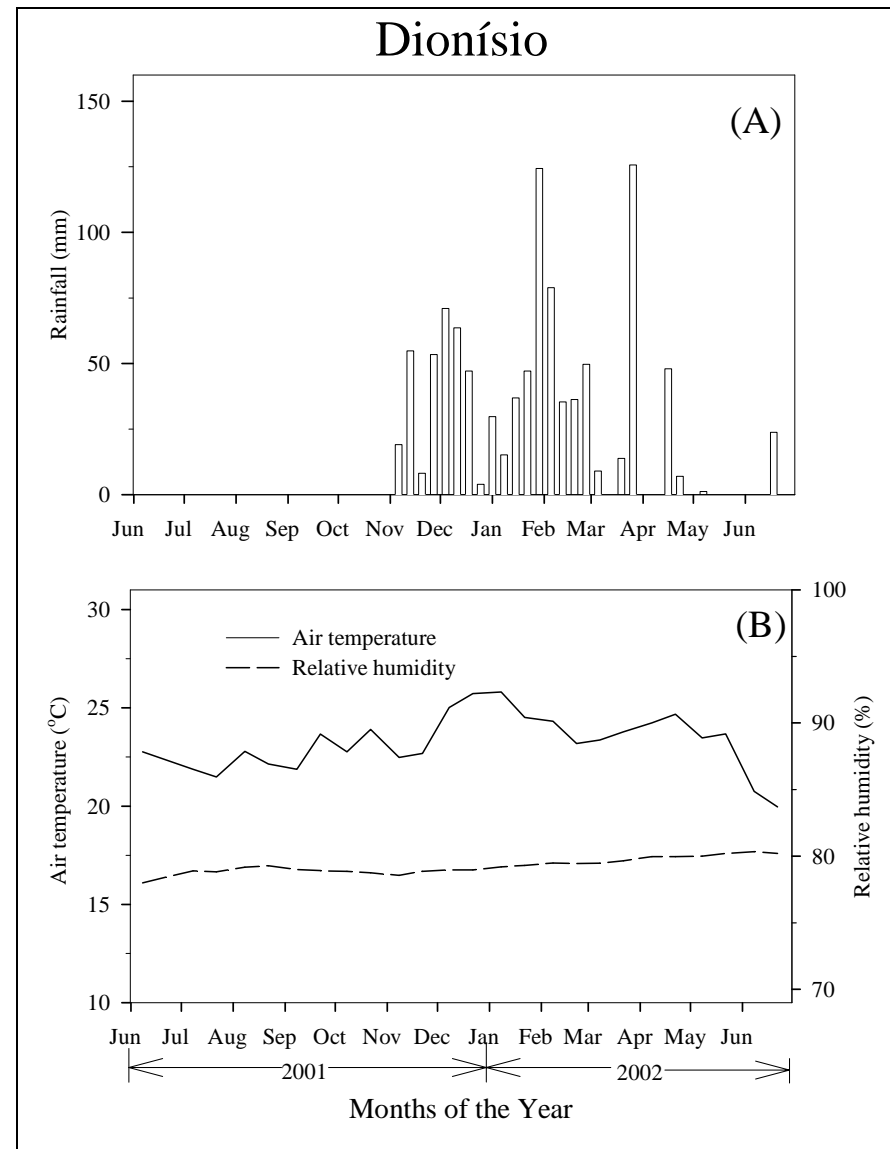 Dionísio
(A)
Rainfall (mm)
150
100
50
0
Jun Jul Aug Sep Oct Nov Dec Jan Feb Mar Apr May Jun
(B)
Air temperature
Relative humidity
Air temperature (°C)
30
25
20
15
10
Relative humidity (%)
100
90
80
70
Jun Jul Aug Sep Oct Nov Dec Jan Feb Mar Apr May Jun
2001 2002
Months of the Year